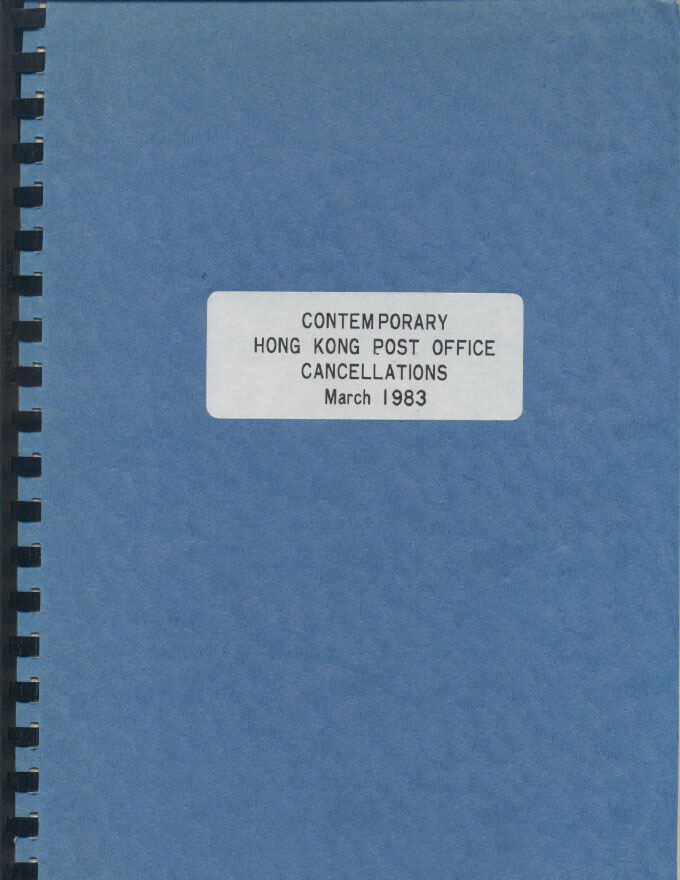 CONTEMPORARY
HONG KONG POST OFFICE
CANCELLATIONS
March 1983